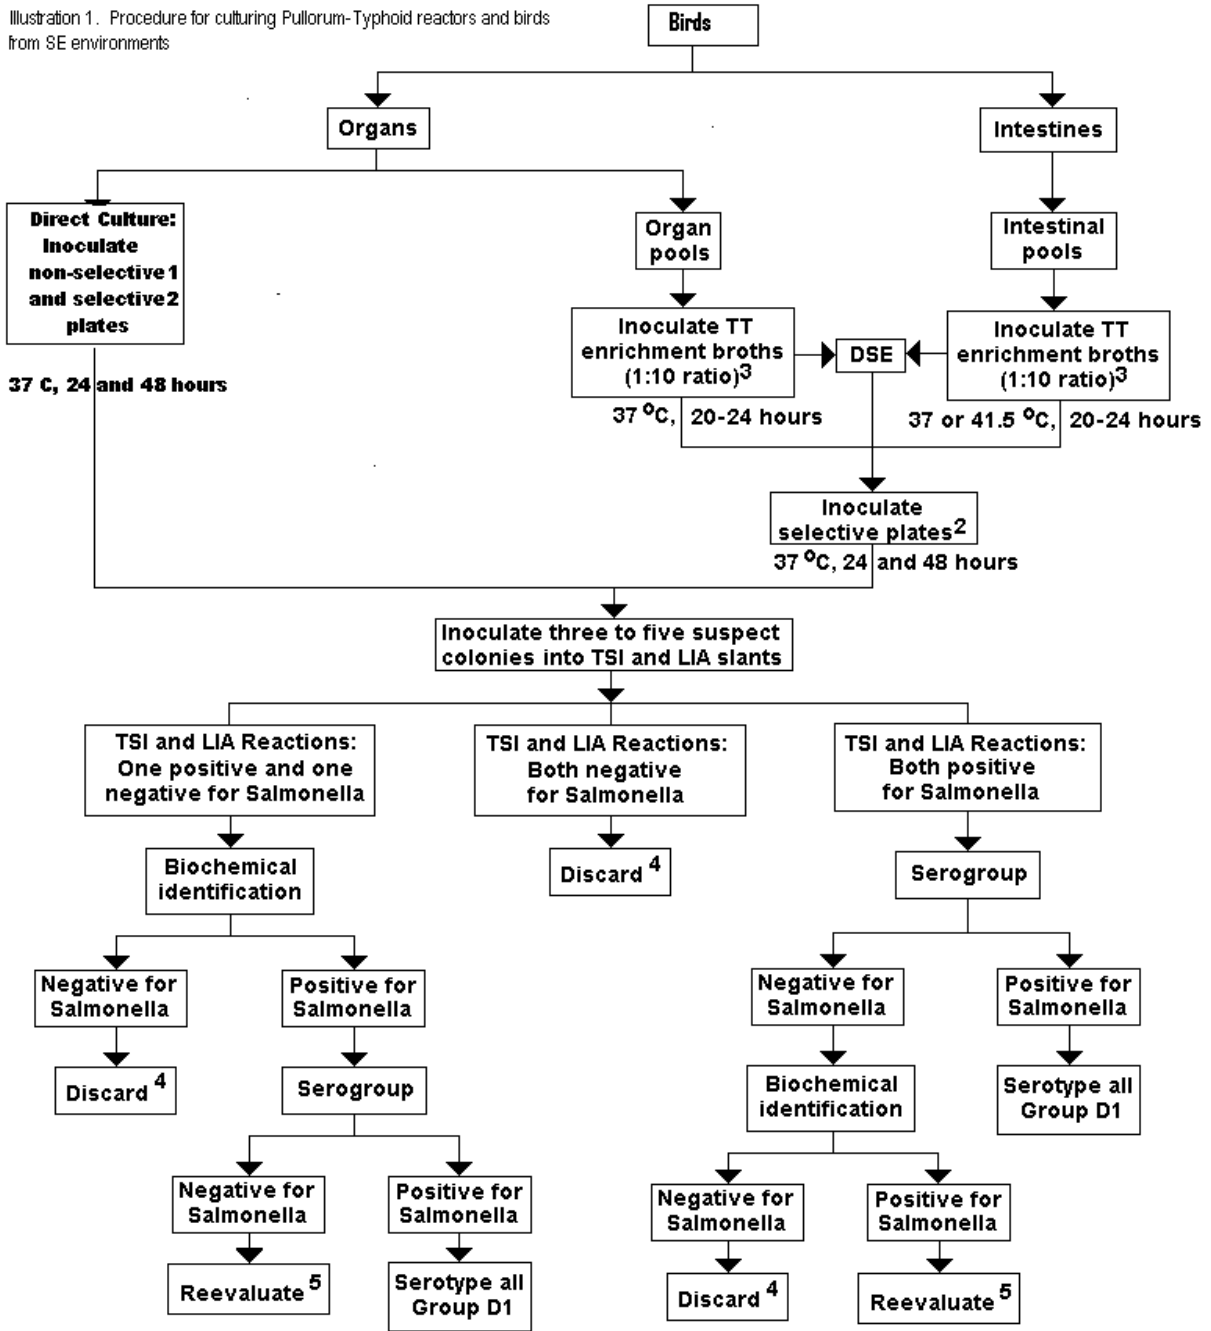 Illustration 1. Procedure for culturing Pullorum-Typhoid reactors and birds
from SE environments
Birds
Organs
Intestines
Direct Culture:
Inoculate
non-selective1
and selective2
plates
Organ
pools
Intestinal
pools
Inoculate TT
enrichment broths
(1:10 ratio)3
DSE
Inoculate TT
enrichment broths
(1:10 ratio)3
37 C, 24 and 48 hours
37 ºC, 20-24 hours
37 or 41.5 ºC, 20-24 hours
Inoculate
selective plates2
37 ºC, 24 and 48 hours
Inoculate three to five suspect
colonies into TSI and LIA slants
TSI and LIA Reactions:
One positive and one
negative for Salmonella
TSI and LIA Reactions:
Both negative
for Salmonella
TSI and LIA Reactions:
Both positive
for Salmonella
Biochemical
identification
Discard 4
Serogroup
Negative for
Salmonella
Positive for
Salmonella
Negative for
Salmonella
Positive for
Salmonella
Discard 4
Serogroup
Biochemical
identification
Serotype all
Group D1
Negative for
Salmonella
Positive for
Salmonella
Negative for
Salmonella
Positive for
Salmonella
Reevaluate 5
Serotype all
Group D1
Discard 4
Reevaluate 5